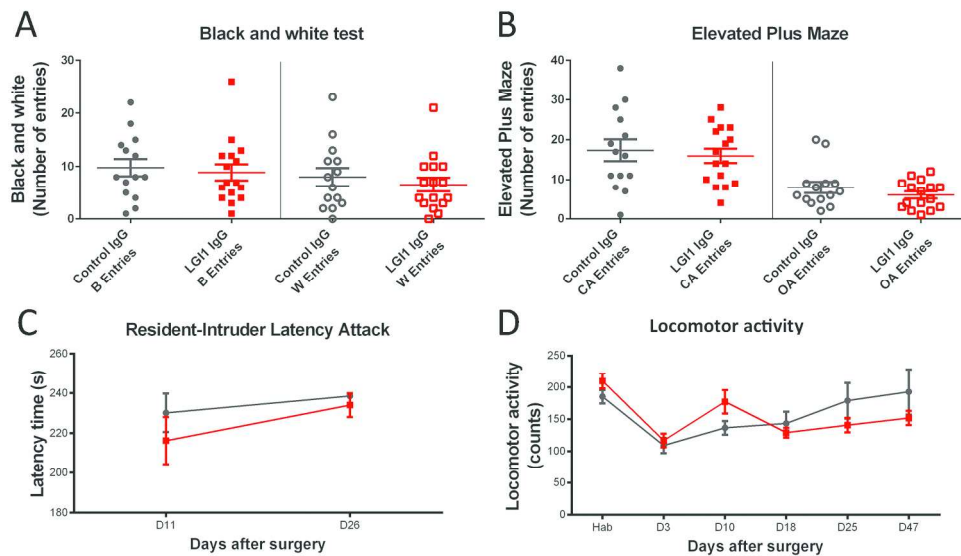 A
Black and white test
Black and white
(Number of entries)
30
20
10
0
Control IgG
B Entries
LGI1 IgG
B Entries
Control IgG
W Entries
LGI1 IgG
W Entries
B
Elevated Plus Maze
Elevated Plus Maze
(Number of entries)
40
30
20
10
0
Control IgG
CA Entries
LGI1 IgG
CA Entries
Control IgG
OA Entries
LGI1 IgG
OA Entries
C
Resident-Intruder Latency Attack
Latency time (s)
260
240
220
200
180
D11
D26
Days after surgery
D
Locomotor activity
Locomotor activity
(counts)
250
200
150
100
50
0
Hab
D3
D10
D18
D25
D47
Days after surgery